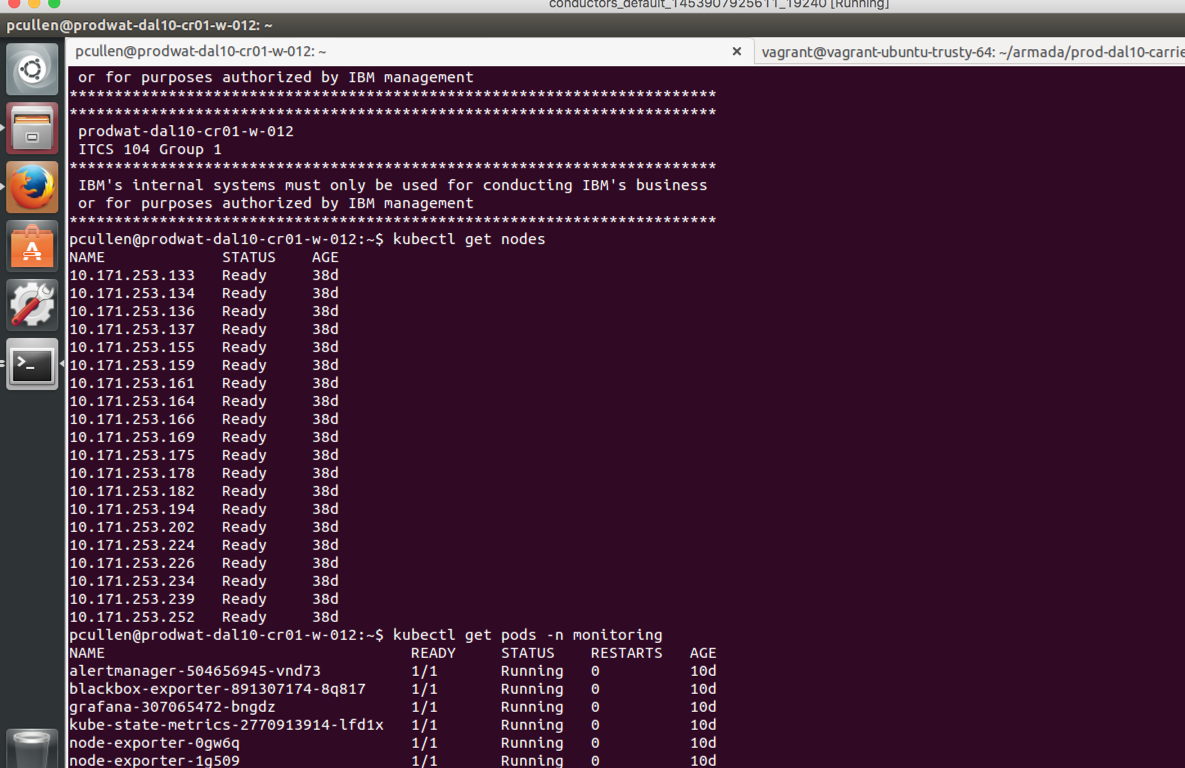 conductors_default_1453907925611_19240 [Running]
pcullen@prodwat-dal10-cr01-w-012: ~
pcullen@prodwat-dal10-cr01-w-012: ~ × vagrant@vagrant-ubuntu-trusty-64: ~/armada/prod-dal10-carrie
or for purposes authorized by IBM management
************************************************************************
************************************************************************
prodwat-dal10-cr01-w-012
ITCS 104 Group 1
************************************************************************
IBM's internal systems must only be used for conducting IBM's business
or for purposes authorized by IBM management
************************************************************************
pcullen@prodwat-dal10-cr01-w-012:~$ kubectl get nodes
NAME STATUS AGE
10.171.253.133 Ready 38d
10.171.253.134 Ready 38d
10.171.253.136 Ready 38d
10.171.253.137 Ready 38d
10.171.253.155 Ready 38d
10.171.253.159 Ready 38d
10.171.253.161 Ready 38d
10.171.253.164 Ready 38d
10.171.253.166 Ready 38d
10.171.253.169 Ready 38d
10.171.253.175 Ready 38d
10.171.253.178 Ready 38d
10.171.253.182 Ready 38d
10.171.253.194 Ready 38d
10.171.253.202 Ready 38d
10.171.253.224 Ready 38d
10.171.253.226 Ready 38d
10.171.253.234 Ready 38d
10.171.253.239 Ready 38d
10.171.253.252 Ready 38d
pcullen@prodwat-dal10-cr01-w-012:~$ kubectl get pods -n monitoring
NAME READY STATUS RESTARTS AGE
alertmanager-504656945-vnd73 1/1 Running 0 10d
blackbox-exporter-891307174-8q817 1/1 Running 0 10d
grafana-307065472-bngdz 1/1 Running 0 10d
kube-state-metrics-2770913914-lfd1x 1/1 Running 0 10d
node-exporter-0gw6q 1/1 Running 0 10d
node-exporter-1g509 1/1 Running 0 10d